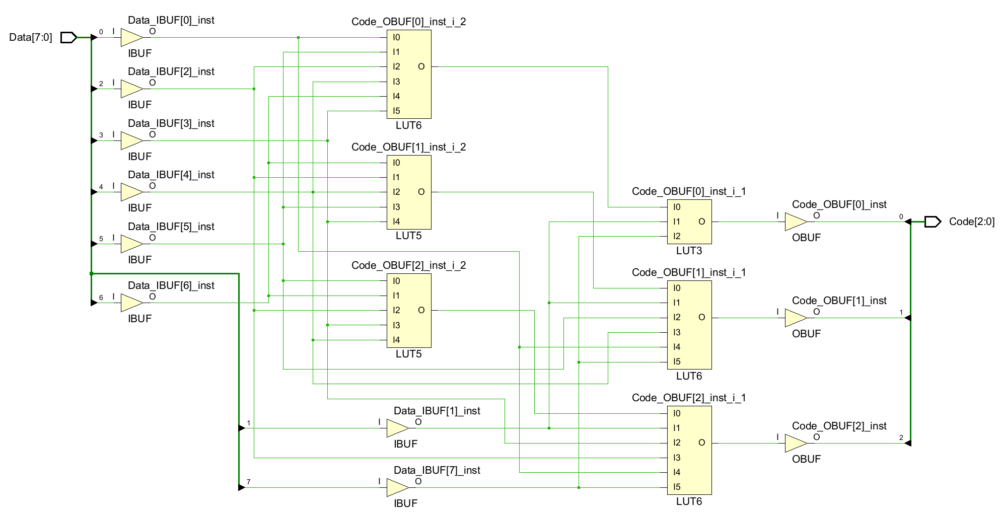 Data[7:0]
0
I
Data_IBUF[0]_inst
O
IBUF
2
I
Data_IBUF[2]_inst
O
IBUF
3
I
Data_IBUF[3]_inst
O
IBUF
4
I
Data_IBUF[4]_inst
O
IBUF
5
I
Data_IBUF[5]_inst
O
IBUF
6
I
Data_IBUF[6]_inst
O
IBUF
Code_OBUF[0]_inst_i_2
I0
I1
I2
O
I3
I4
I5
LUT6
Code_OBUF[1]_inst_i_2
I0
I1
I2
O
I3
I4
LUT5
Code_OBUF[2]_inst_i_2
I0
I1
I2
O
I3
I4
LUT5
1
I
Data_IBUF[1]_inst
O
IBUF
7
I
Data_IBUF[7]_inst
O
IBUF
Code_OBUF[0]_inst_i_1
I0
I1
O
I2
LUT3
Code_OBUF[1]_inst_i_1
I0
I1
I2
O
I3
I4
I5
LUT6
Code_OBUF[2]_inst_i_1
I0
I1
I2
O
I3
I4
I5
LUT6
Code_OBUF[0]_inst
I
O
OBUF
0
Code[2:0]
Code_OBUF[1]_inst
I
O
OBUF
1
Code_OBUF[2]_inst
I
O
OBUF
2